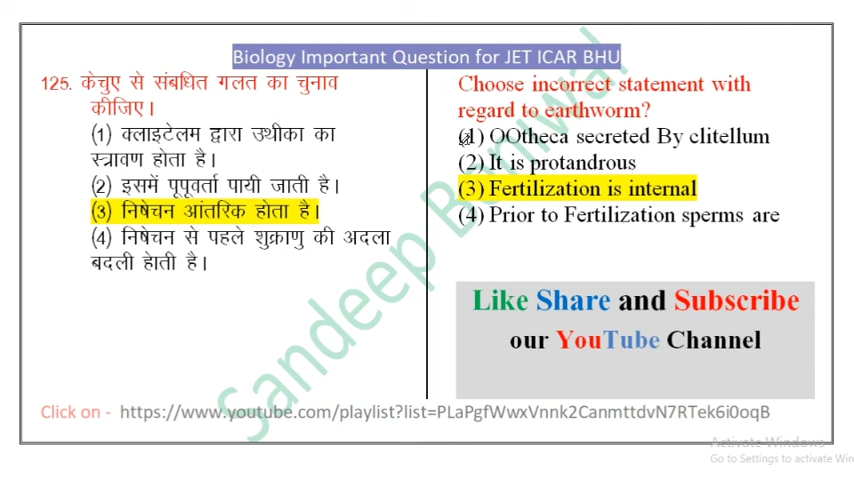 Biology Important Question for JET ICAR BHU
125. केचुए से संबधित गलत का चुनाव
कीजिए।
(1) क्लाइटेलम द्वारा उथीका का
स्त्रावण होता है।
(2) इसमें पूपूवर्ता पायी जाती है।
(3) निषेचन आंतरिक होता है।
(4) निषेचन से पहले शुक्राणु की अदला
बदली हेाती है।
Choose incorrect statement with
regard to earthworm?
(1) OOtheca secreted By clitellum
(2) It is protandrous
(3) Fertilization is internal
(4) Prior to Fertilization sperms are
Like Share and Subscribe
our YouTube Channel
Sandeep Boniwal
Click on - https://www.youtube.com/playlist?list=PLaPgfWwxVnnk2CanmttdvN7RTek6i0oqB
Activate Windows
Go to Settings to activate Win